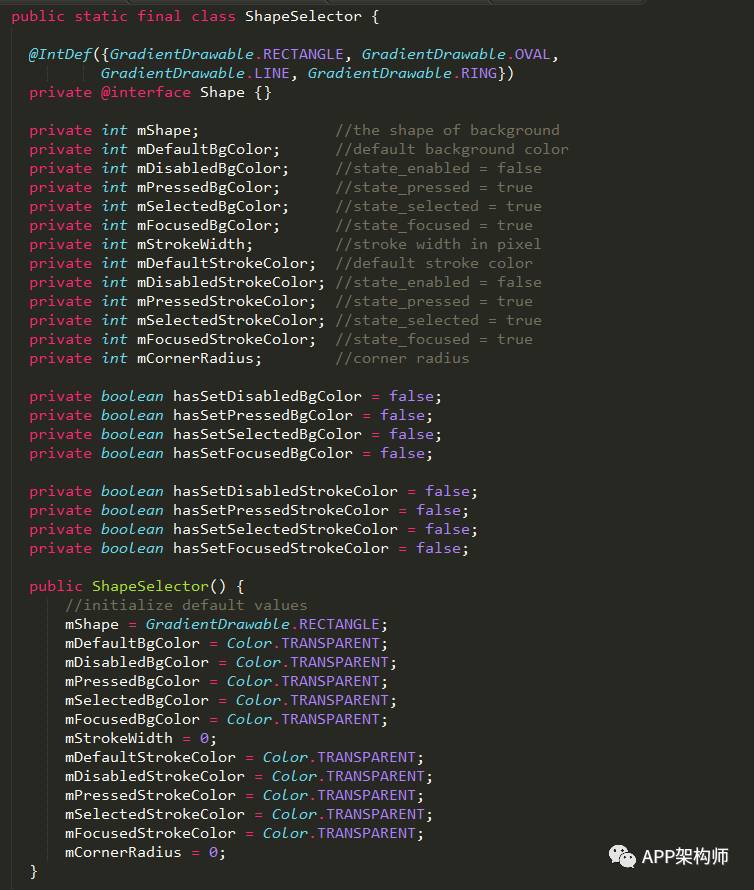 public static final class ShapeSelector {
@IntDef({GradientDrawable.RECTANGLE, GradientDrawable.OVAL,
GradientDrawable.LINE, GradientDrawable.RING})
private @interface Shape {}
private int mShape; //the shape of background
private int mDefaultBgColor; //default background color
private int mDisabledBgColor; //state_enabled = false
private int mPressedBgColor; //state_pressed = true
private int mSelectedBgColor; //state_selected = true
private int mFocusedBgColor; //state_focused = true
private int mStrokeWidth; //stroke width in pixel
private int mDefaultStrokeColor; //default stroke color
private int mDisabledStrokeColor; //state_enabled = false
private int mPressedStrokeColor; //state_pressed = true
private int mSelectedStrokeColor; //state_selected = true
private int mFocusedStrokeColor; //state_focused = true
private int mCornerRadius; //corner radius
private boolean hasSetDisabledBgColor = false;
private boolean hasSetPressedBgColor = false;
private boolean hasSetSelectedBgColor = false;
private boolean hasSetFocusedBgColor = false;
private boolean hasSetDisabledStrokeColor = false;
private boolean hasSetPressedStrokeColor = false;
private boolean hasSetSelectedStrokeColor = false;
private boolean hasSetFocusedStrokeColor = false;
public ShapeSelector() {
//initialize default values
mShape = GradientDrawable.RECTANGLE;
mDefaultBgColor = Color.TRANSPARENT;
mDisabledBgColor = Color.TRANSPARENT;
mPressedBgColor = Color.TRANSPARENT;
mSelectedBgColor = Color.TRANSPARENT;
mFocusedBgColor = Color.TRANSPARENT;
mStrokeWidth = 0;
mDefaultStrokeColor = Color.TRANSPARENT;
mDisabledStrokeColor = Color.TRANSPARENT;
mPressedStrokeColor = Color.TRANSPARENT;
mSelectedStrokeColor = Color.TRANSPARENT;
mFocusedStrokeColor = Color.TRANSPARENT;
mCornerRadius = 0;
}
APP架构师